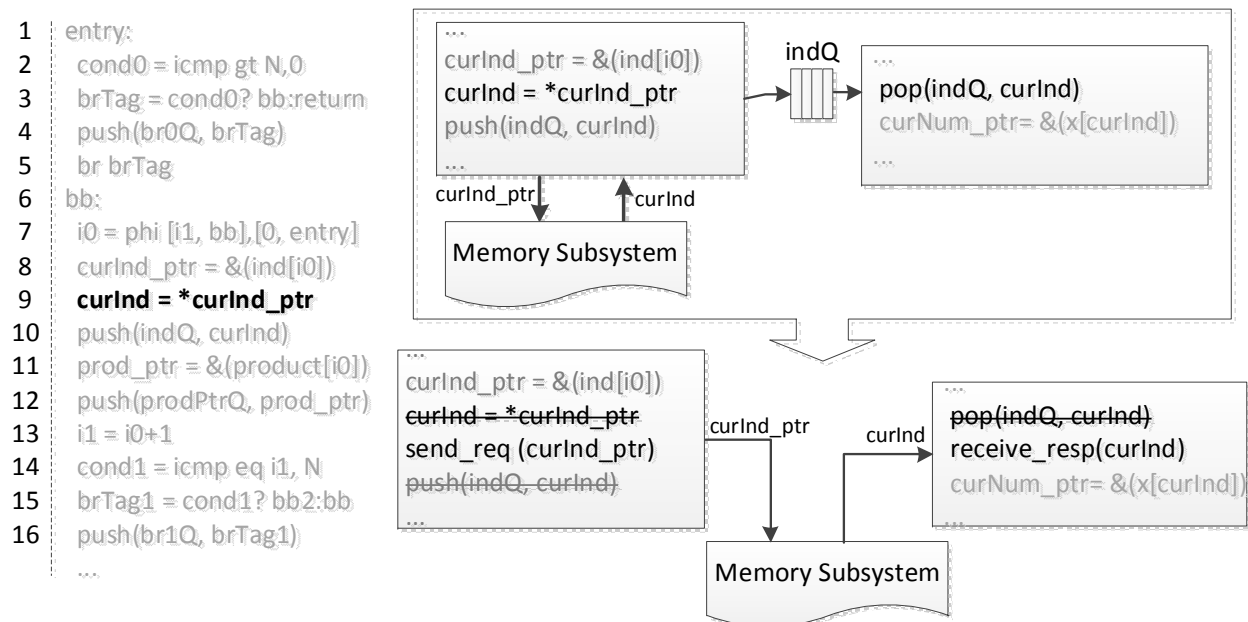 1 entry:
2 cond0 = icmp gt N,0
3 brTag = cond0? bb:return
4 push(br0Q, brTag)
5 br brTag
6 bb:
7 i0 = phi [i1, bb],[0, entry]
8 curInd_ptr = &(ind[i0])
9 curInd = *curInd_ptr
10 push(indQ, curInd)
11 prod_ptr = &(product[i0])
12 push(prodPtrQ, prod_ptr)
13 i1 = i0+1
14 cond1 = icmp eq i1, N
15 brTag1 = cond1? bb2:bb
16 push(br1Q, brTag1)
...
...
curInd_ptr = &(ind[i0])
curInd = *curInd_ptr
push(indQ, curInd)
...
indQ
...
pop(indQ, curInd)
curNum_ptr= &(x[curInd])
...
curInd_ptr
curInd
Memory Subsystem
...
curInd_ptr = &(ind[i0])
curInd = *curInd_ptr
send_req (curInd_ptr)
push(indQ, curInd)
...
curInd_ptr
curInd
...
pop(indQ, curInd)
receive_resp(curInd)
curNum_ptr= &(x[curInd])
...
Memory Subsystem